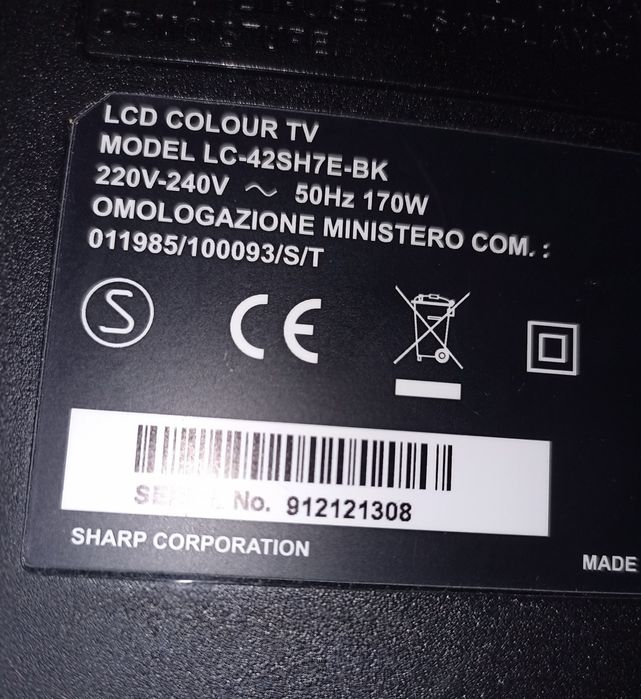 LCD COLOUR TV
MODEL LC-42SH7E-BK
220V-240V ~ 50Hz 170W
OMOLOGAZIONE MINISTERO COM. :
011985/100093/S/T
S
CE
No. 912121308
SHARP CORPORATION
MADE